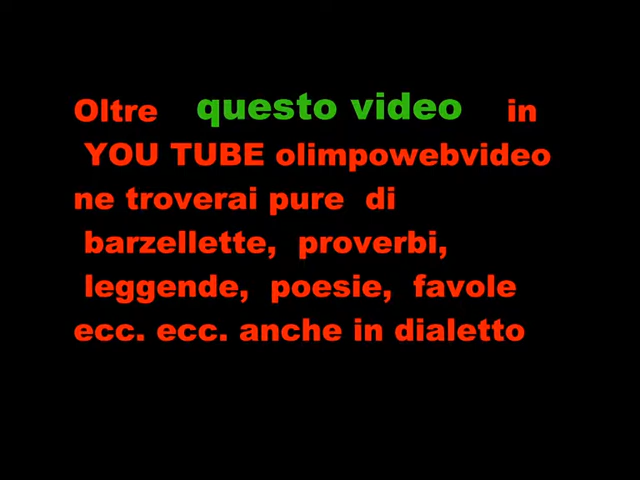 Oltre questo video in
YOU TUBE olimpowebvideo
ne troverai pure di
barzellette, proverbi,
leggende, poesie, favole
ecc. ecc. anche in dialetto